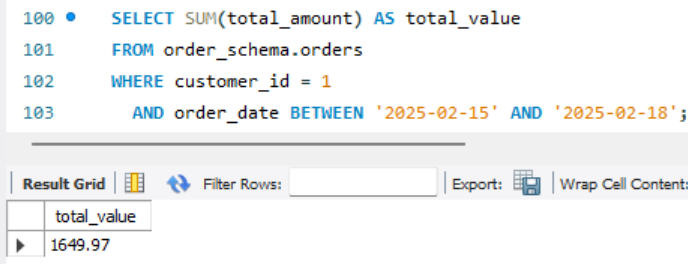 100 SELECT SUM(total_amount) AS total_value
101 FROM order_schema.orders
102 WHERE customer_id = 1
103 AND order_date BETWEEN '2025-02-15' AND '2025-02-18';
Result Grid Filter Rows: Export: Wrap Cell Content:
total_value
1649.97